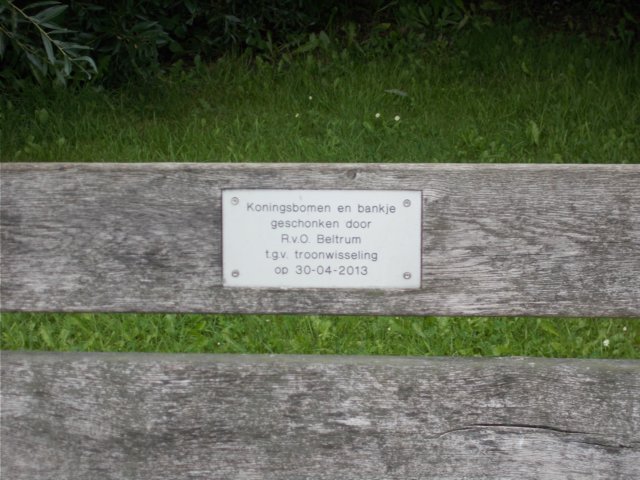 Koningsbomen en bankje
geschonken door
R.v.O. Beltrum
t.g.v. troonwisseling
op 30-04-2013